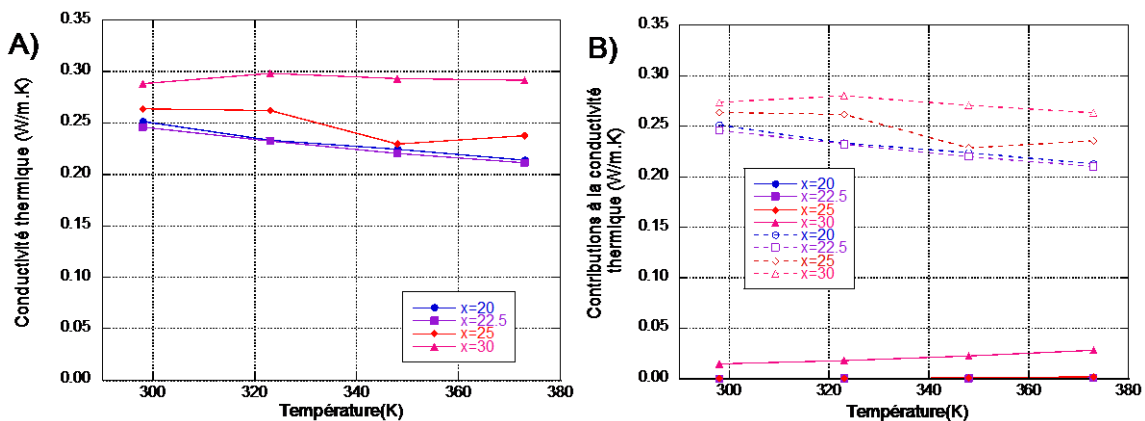 A)
Conductivité thermique (W/m.K)
0.35
0.30
0.25
0.20
0.15
0.10
0.05
0.00
x=20
x=22.5
x=25
x=30
300 320 340 360 380
Température(K)
B)
Contributions à la conductivité
thermique (W/m.K)
0.35
0.30
0.25
0.20
0.15
0.10
0.05
0.00
x=20
x=22.5
x=25
x=30
x=20
x=22.5
x=25
x=30
300 320 340 360 380
Température(K)